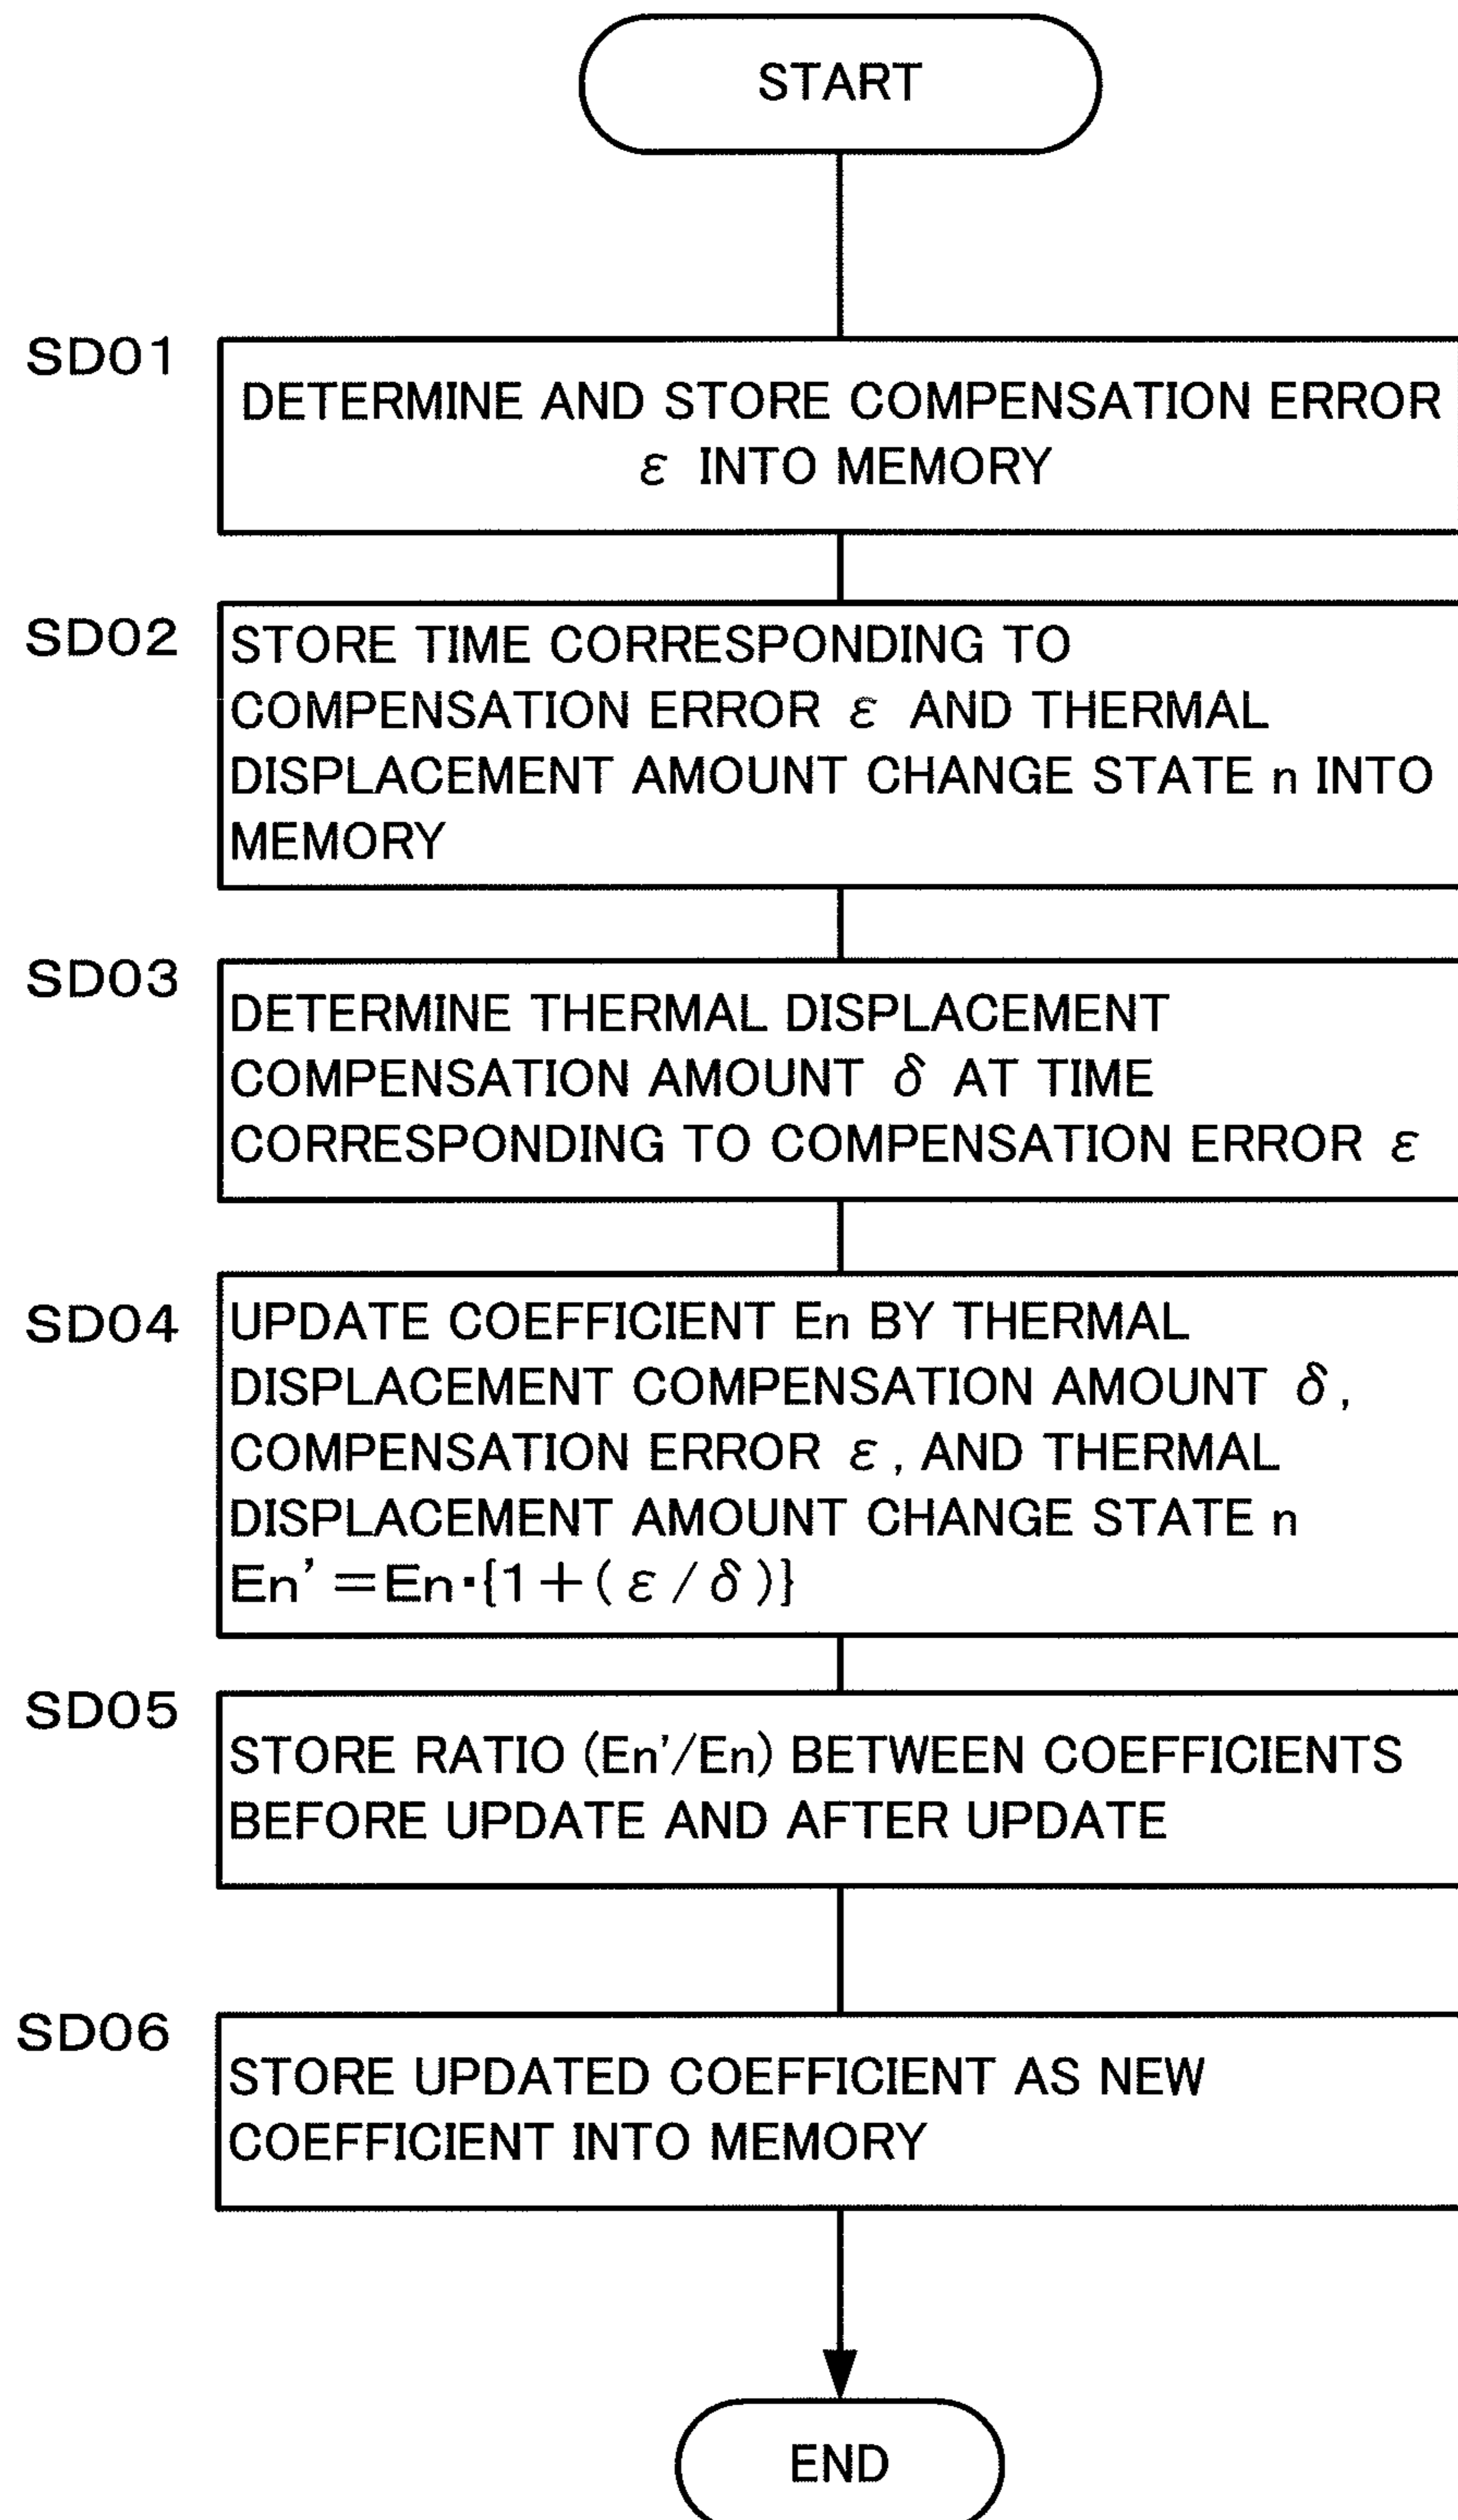 START
SD01
DETERMINE AND STORE COMPENSATION ERROR
ε INTO MEMORY
SD02
STORE TIME CORRESPONDING TO
COMPENSATION ERROR ε AND THERMAL
DISPLACEMENT AMOUNT CHANGE STATE n INTO
MEMORY
SD03
DETERMINE THERMAL DISPLACEMENT
COMPENSATION AMOUNT δ AT TIME
CORRESPONDING TO COMPENSATION ERROR ε
SD04
UPDATE COEFFICIENT En BY THERMAL
DISPLACEMENT COMPENSATION AMOUNT δ,
COMPENSATION ERROR ε, AND THERMAL
DISPLACEMENT AMOUNT CHANGE STATE n
En’=En·{1+(ε/δ)}
SD05
STORE RATIO (En’/En) BETWEEN COEFFICIENTS
BEFORE UPDATE AND AFTER UPDATE
SD06
STORE UPDATED COEFFICIENT AS NEW
COEFFICIENT INTO MEMORY
END